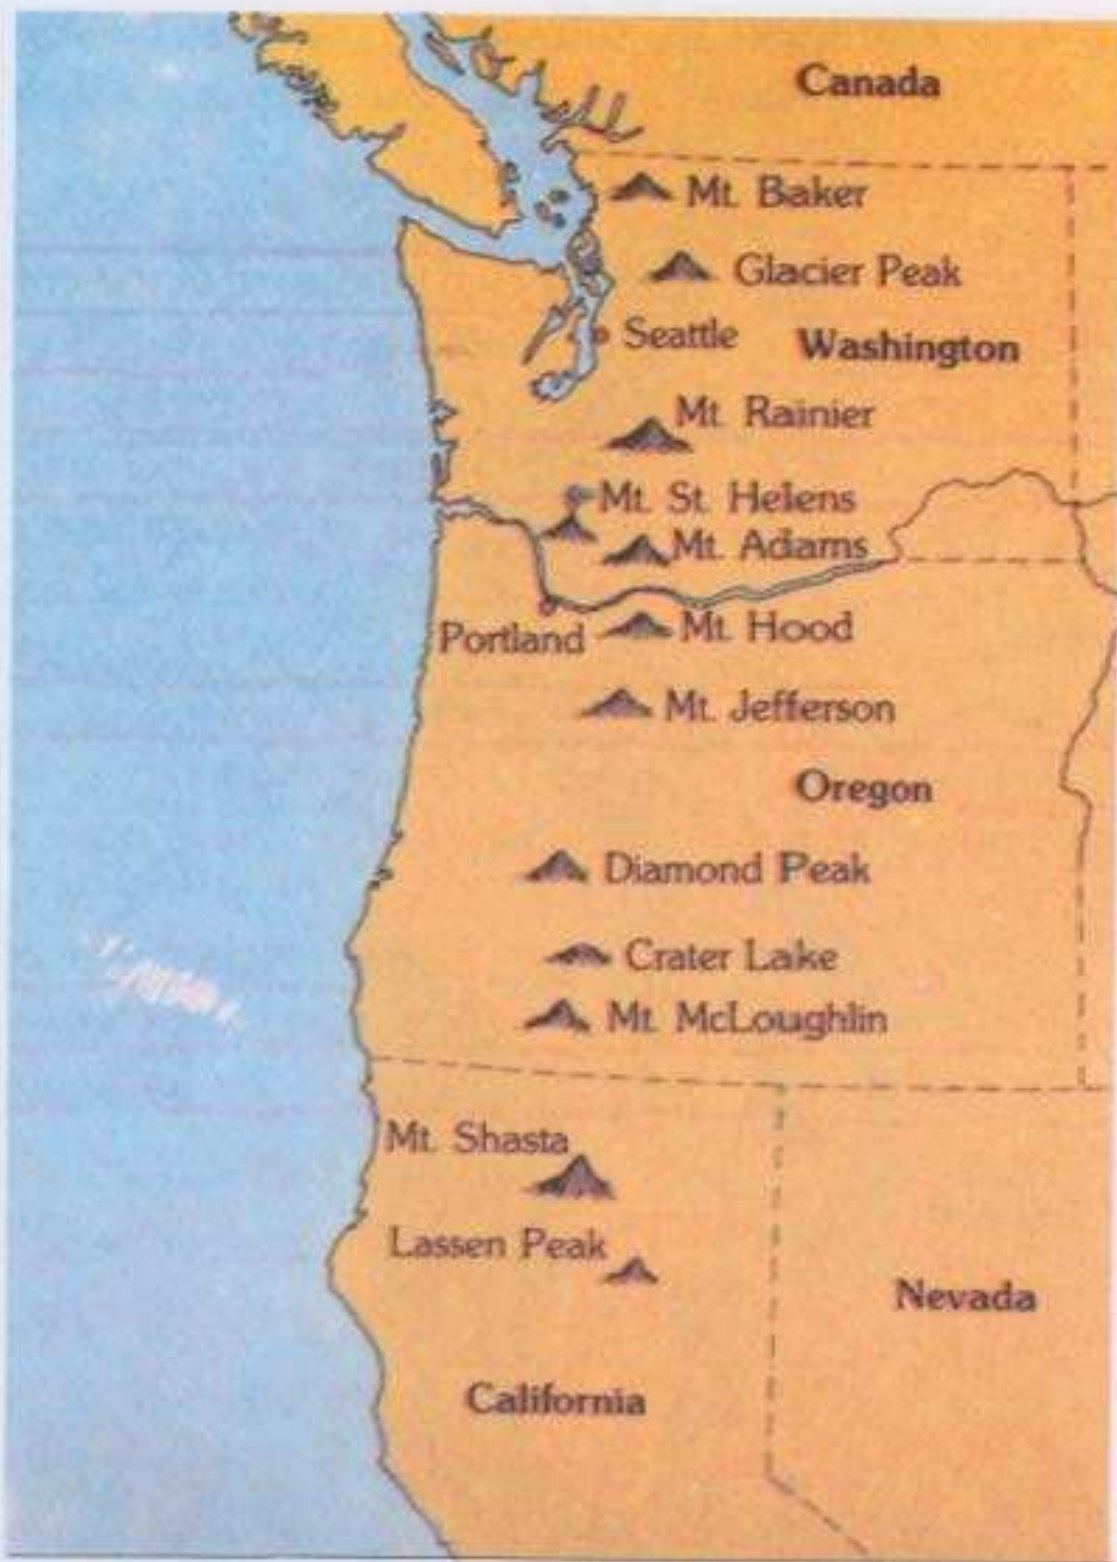 Canada
Mt. Baker
Glacier Peak
Seattle
Washington
Mt. Rainier
Mt. St. Helens
Mt. Adams
Portland
Mt. Hood
Mt. Jefferson
Oregon
Diamond Peak
Crater Lake
Mt. McLoughlin
Mt. Shasta
Lassen Peak
Nevada
California